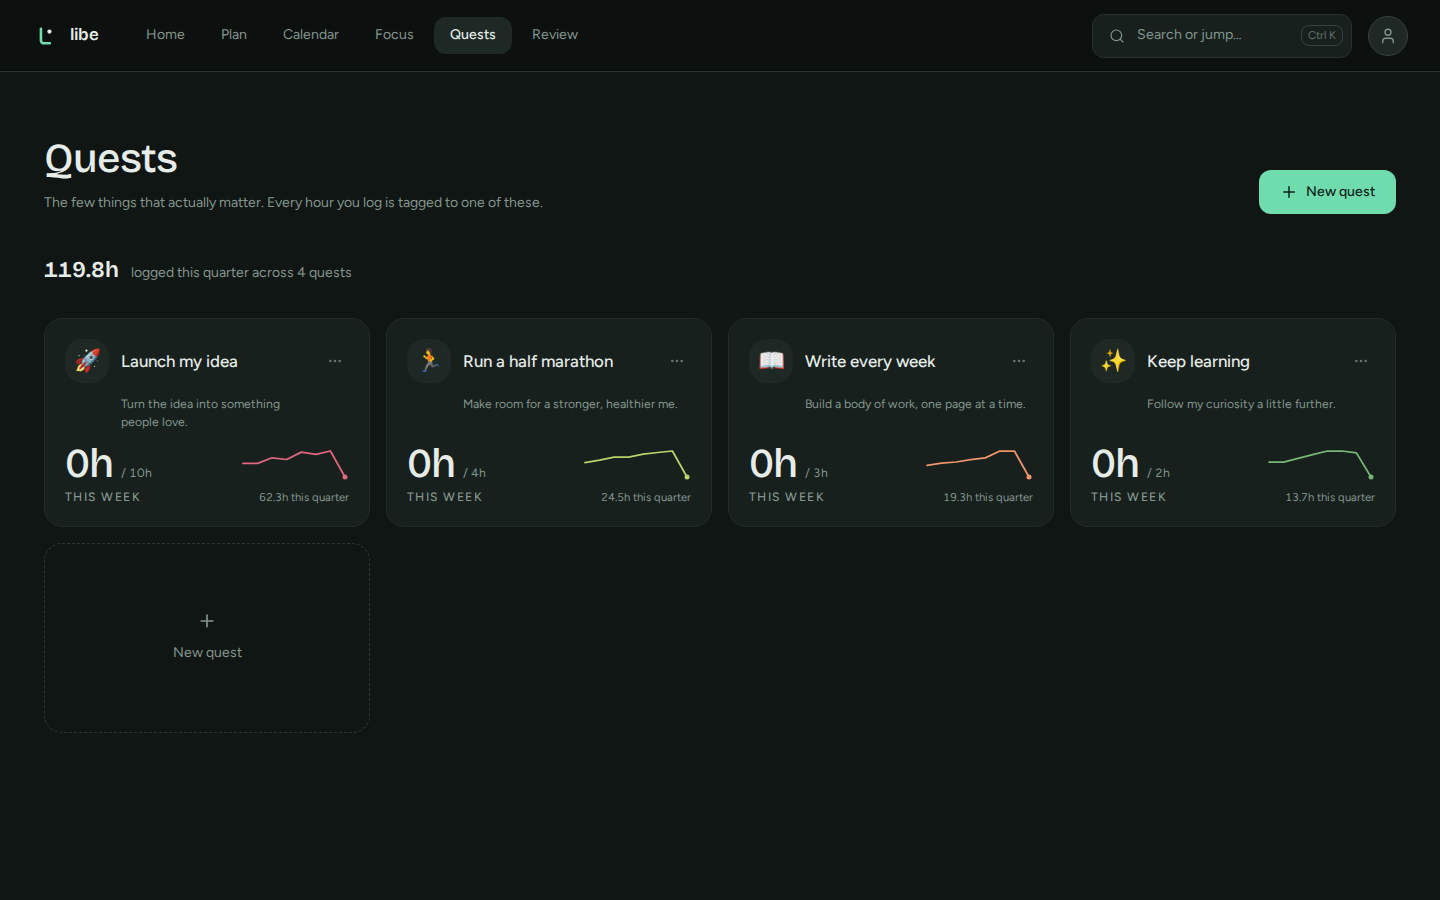 libe
Home
Plan
Calendar
Focus
Quests
Review
Search or jump...
Ctrl K
Quests
The few things that actually matter. Every hour you log is tagged to one of these.
New quest
119.8h logged this quarter across 4 quests
Launch my idea
Turn the idea into something
people love.
0h / 10h
THIS WEEK
62.3h this quarter
Run a half marathon
Make room for a stronger, healthier me.
0h / 4h
THIS WEEK
24.5h this quarter
Write every week
Build a body of work, one page at a time.
0h / 3h
THIS WEEK
19.3h this quarter
Keep learning
Follow my curiosity a little further.
0h / 2h
THIS WEEK
13.7h this quarter
New quest